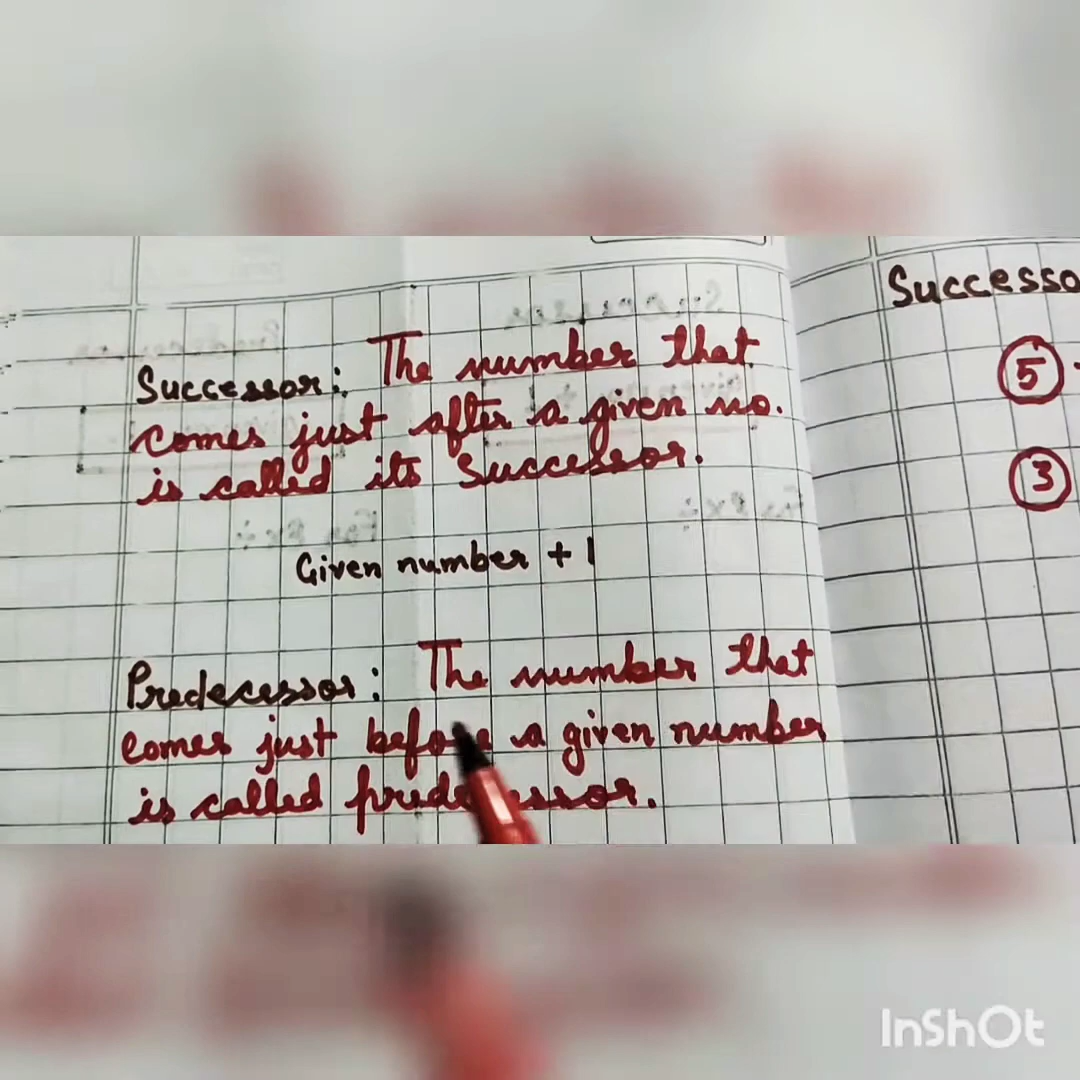 Successor: The number that
comes just after a given no.
is called its Successor.
Given number + 1
Predecessor: The number that
comes just before a given number
is called predecessor.
Successo
5
3
InShOt